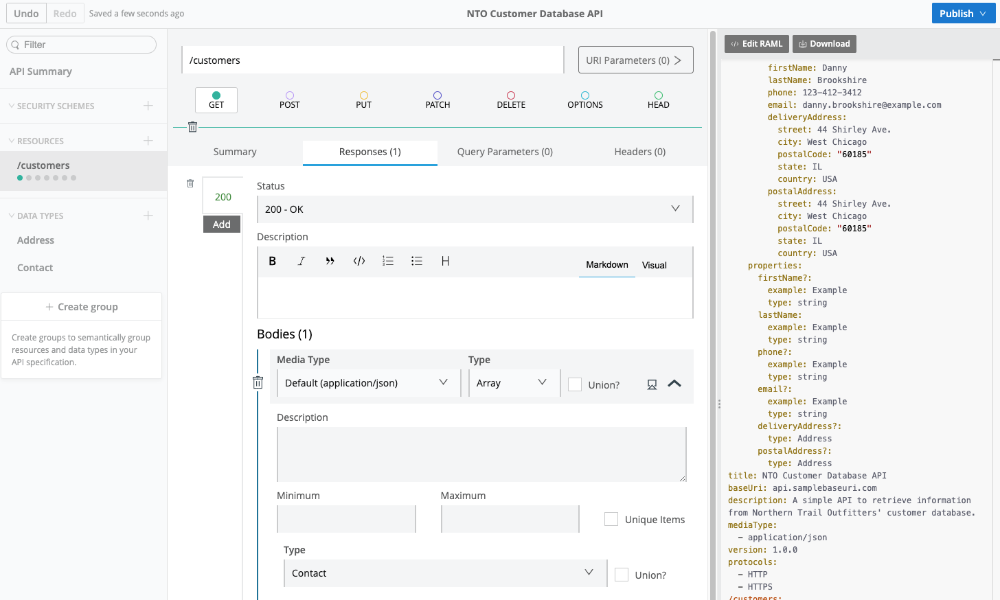 Undo
Redo
Saved a few seconds ago
NTO Customer Database API
Publish
Filter
API Summary
SECURITY SCHEMES
RESOURCES
/customers
DATA TYPES
Address
Contact
Create group
Create groups to semantically group
resources and data types in your
API specification.
/customers
URI Parameters (0)
GET
POST
PUT
PATCH
DELETE
OPTIONS
HEAD
Summary
Responses (1)
Query Parameters (0)
Headers (0)
200
Add
Status
200 - OK
Description
B
I
H
Markdown
Visual
Bodies (1)
Media Type
Type
Default (application/json)
Array
Union?
Description
Minimum
Maximum
Unique Items
Type
Contact
Union?
Edit RAML
Download
firstName: Danny
lastName: Brookshire
phone: 123-412-3412
email: danny.brookshire@example.com
deliveryAddress:
street: 44 Shirley Ave.
city: West Chicago
postalCode: "60185"
state: IL
country: USA
postalAddress:
street: 44 Shirley Ave.
city: West Chicago
postalCode: "60185"
state: IL
country: USA
properties:
firstName?:
example: Example
type: string
lastName:
example: Example
type: string
phone?:
example: Example
type: string
email?:
example: Example
type: string
deliveryAddress?:
type: Address
postalAddress?:
type: Address
title: NTO Customer Database API
baseUri: api.samplebaseuri.com
description: A simple API to retrieve information
from Northern Trail Outfitters' customer database.
mediaType:
- application/json
version: 1.0.0
protocols:
- HTTP
- HTTPS
/customers: